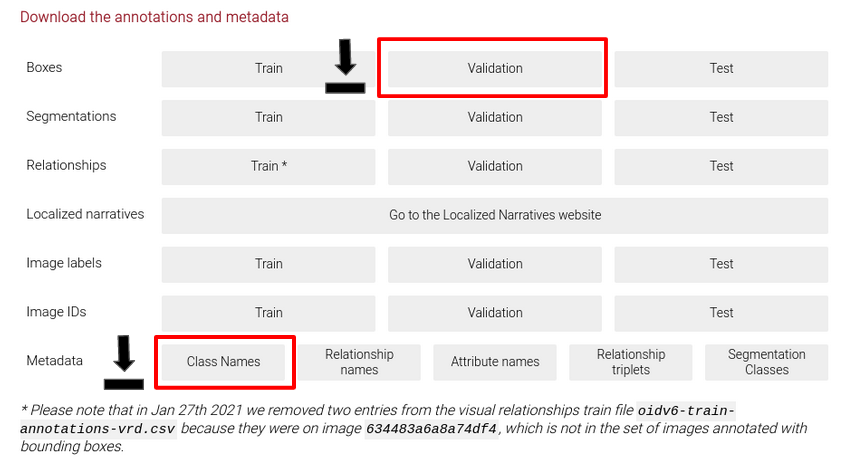 Download the annotations and metadata
Boxes Train Validation Test
Segmentations Train Validation Test
Relationships Train * Validation Test
Localized narratives Go to the Localized Narratives website
Image labels Train Validation Test
Image IDs Train Validation Test
Metadata Class Names Relationship names Attribute names Relationship triplets Segmentation Classes
* Please note that in Jan 27th 2021 we removed two entries from the visual relationships train file oidv6-train-
annotations-vrd.csv because they were on image 634483a6a8a74df4, which is not in the set of images annotated with
bounding boxes.